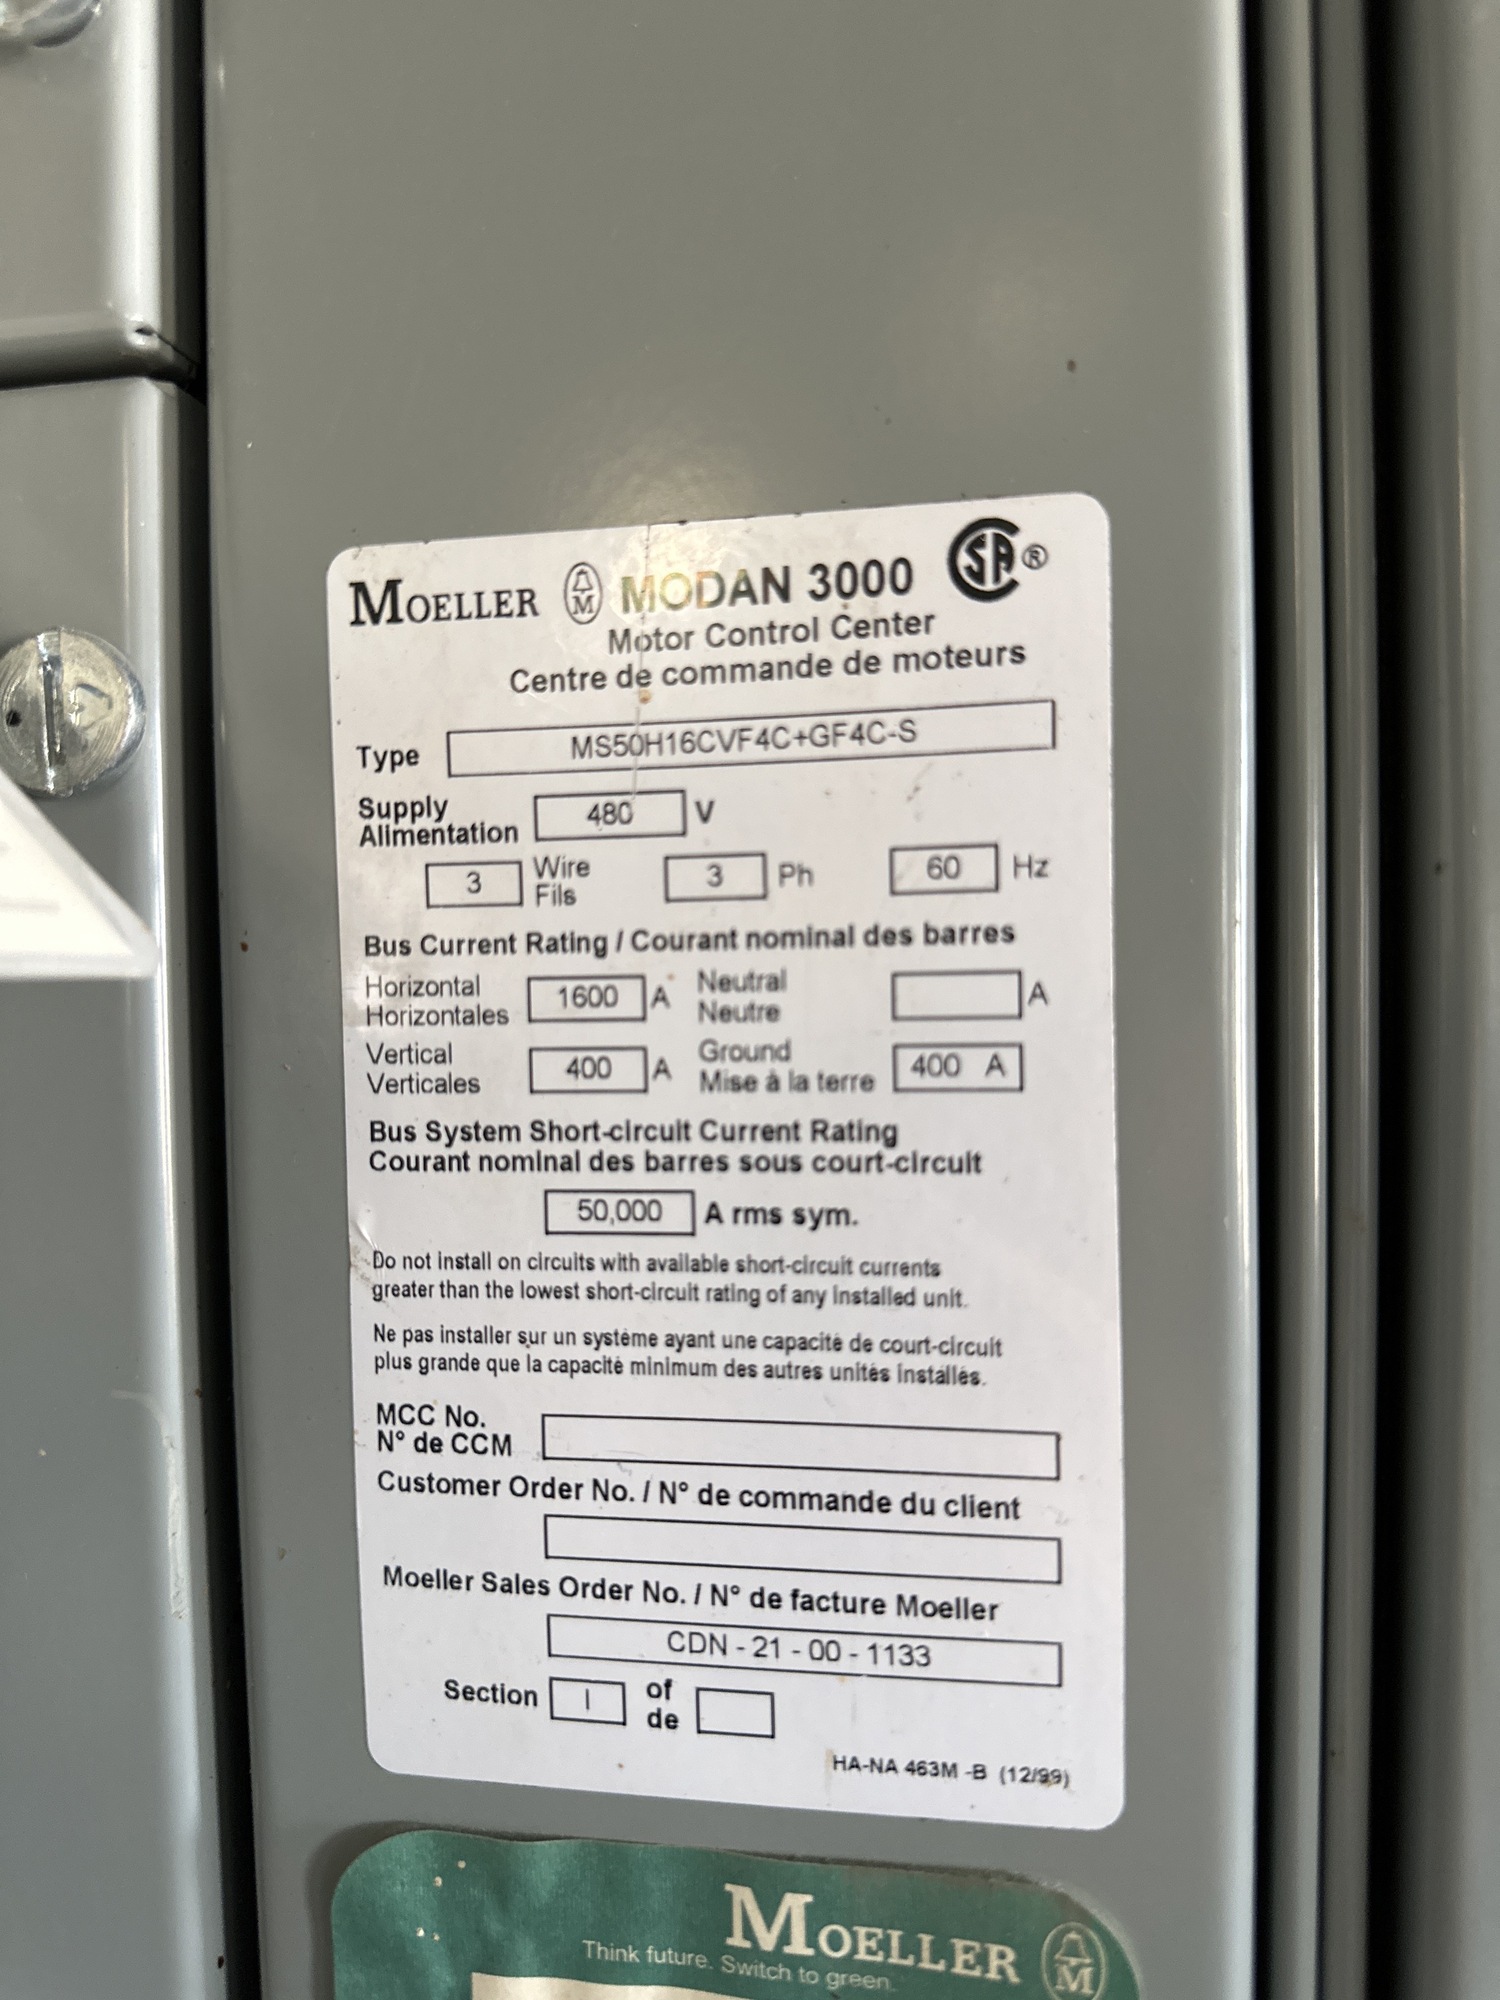 MOELLER MODAN 3000 CSA®
Motor Control Center
Centre de commande de moteurs
Type MS50H16CVF4C+GF4C-S
Supply 480 V
Alimentation
3 Wire 3 Ph 60 Hz
Fils
Bus Current Rating / Courant nominal des barres
Horizontal 1600 A Neutral A
Horizontales Neutre
Vertical 400 A Ground 400 A
Verticales Mise à la terre
Bus System Short-circuit Current Rating
Courant nominal des barres sous court-circuit
50,000 A rms sym.
Do not install on circuits with available short-circuit currents
greater than the lowest short-circuit rating of any installed unit.
Ne pas installer sur un système ayant une capacité de court-circuit
plus grande que la capacité minimum des autres unités installés.
MCC No.
N° de CCM
Customer Order No. / N° de commande du client
Moeller Sales Order No. / N° de facture Moeller
CDN - 21 - 00 - 1133
Section 1 of
de
HA-NA 463M -B (12/99)
MOELLER
Think future. Switch to green.